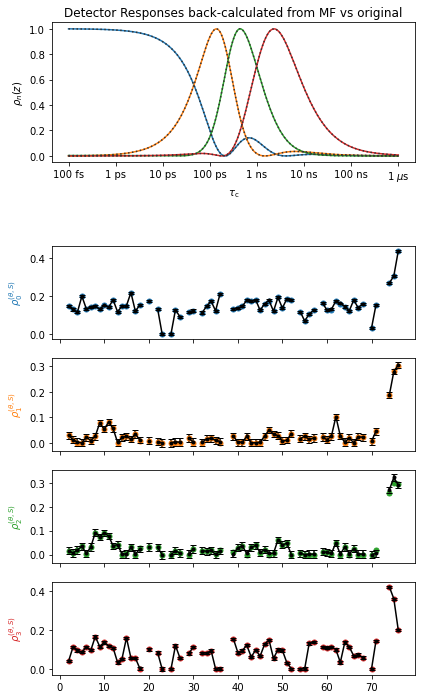 Detector Responses back-calculated from MF vs original
ρn(z)
1.0
0.8
0.6
0.4
0.2
0.0
100 fs 1 ps 10 ps 100 ps 1 ns 10 ns 100 ns 1 μs
τc
ρ0(θ,S)
0.4
0.2
0.0
ρ1(θ,S)
0.3
0.2
0.1
0.0
ρ2(θ,S)
0.3
0.2
0.1
0.0
ρ3(θ,S)
0.4
0.2
0.0
0 10 20 30 40 50 60 70